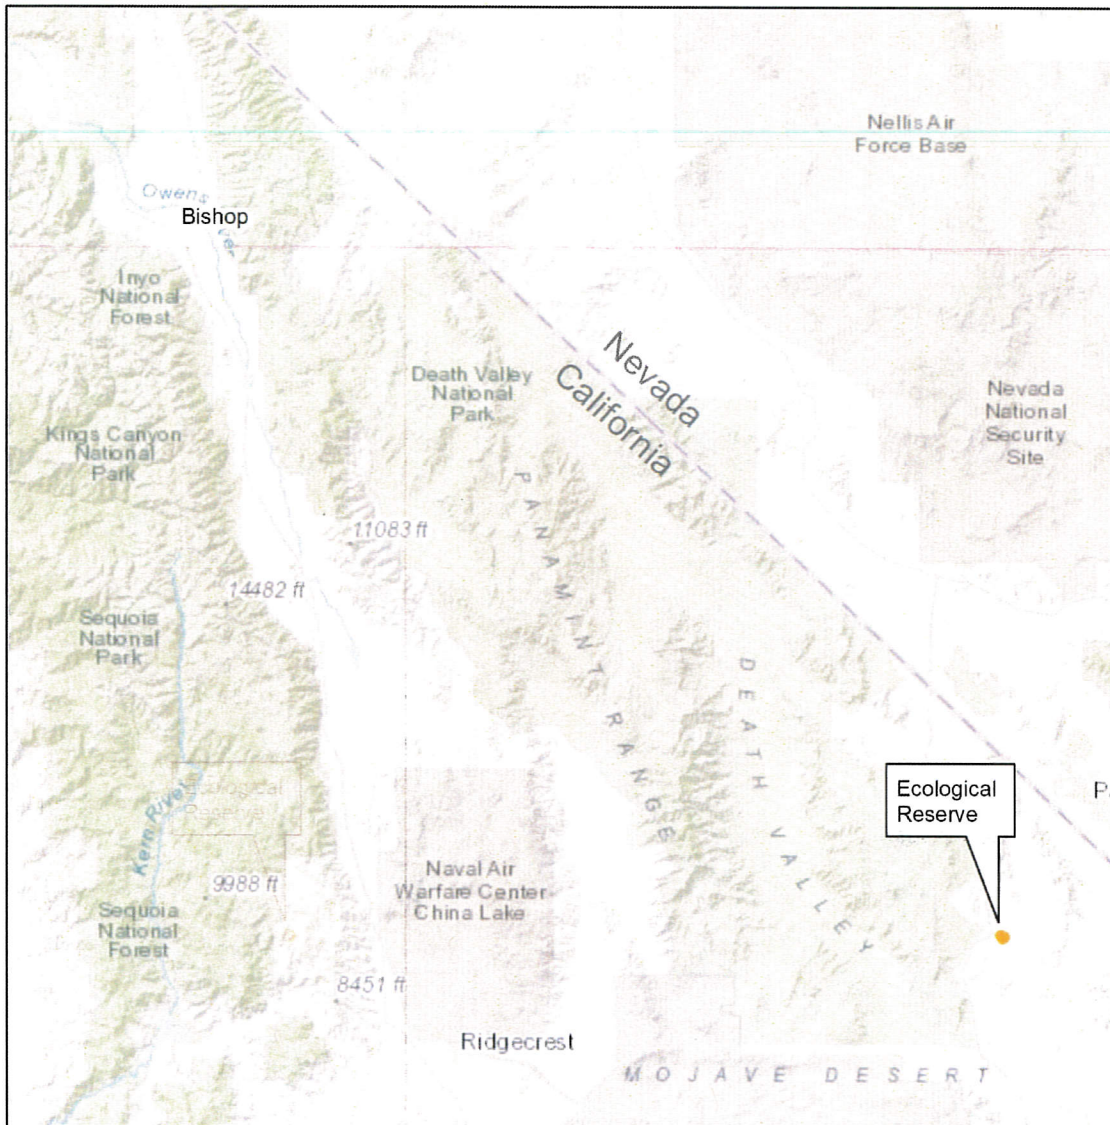 Nellis Air
Force Base
Owens
Bishop
Inyo
National
Forest
Nevada
California
Death Valley
National
Park
Nevada
National
Security
Site
Kings Canyon
National
Park
PANAMINT RANGE
11083 ft
14482 ft
Sequoia
National
Park
DEATH VALLEY
Ecological
Reserve
Ecological
Kern River
9988 ft
Naval Air
Warfare Center
China Lake
Sequoia
National
Forest
8451 ft
Ridgecrest
MOJAVE DESERT